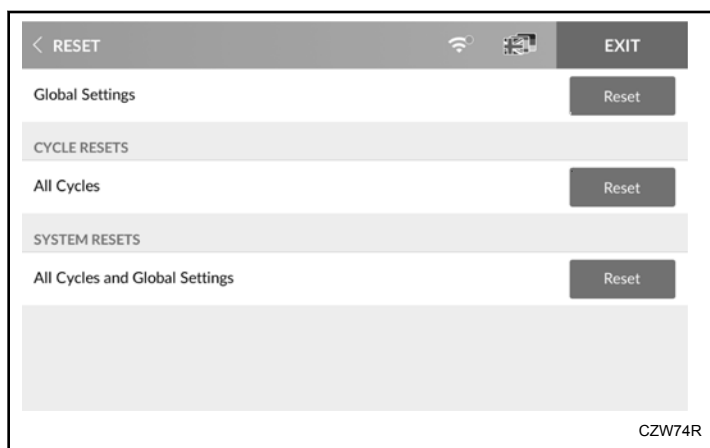 < RESET EXIT
Global Settings Reset
CYCLE RESETS
All Cycles Reset
SYSTEM RESETS
All Cycles and Global Settings Reset
CZW74R